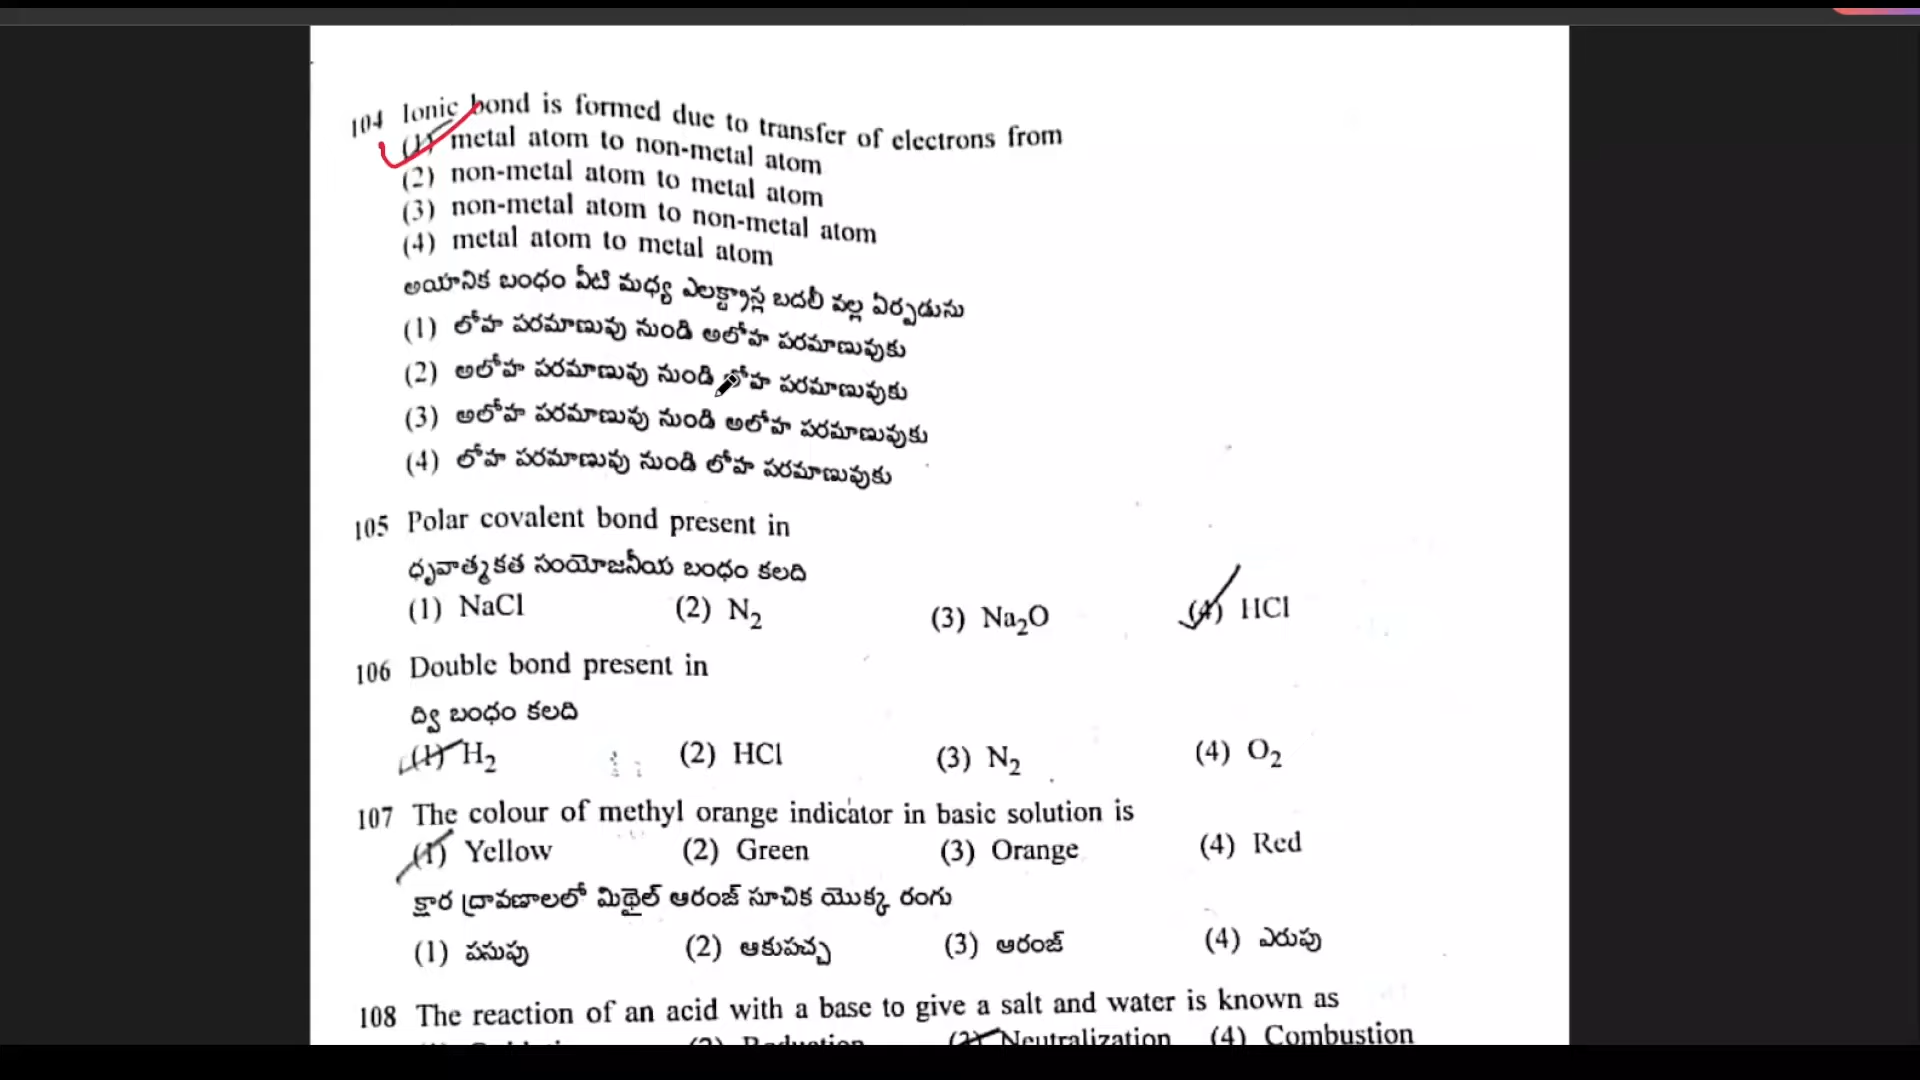 104 Ionic bond is formed due to transfer of electrons from
(1) metal atom to non-metal atom
(2) non-metal atom to metal atom
(3) non-metal atom to non-metal atom
(4) metal atom to metal atom
అయానిక బంధం వీటి మధ్య ఎలక్ట్రాన్ల బదలీ వల్ల ఏర్పడును
(1) లోహ పరమాణువు నుండి అలోహ పరమాణువుకు
(2) అలోహ పరమాణువు నుండి లోహ పరమాణువుకు
(3) అలోహ పరమాణువు నుండి అలోహ పరమాణువుకు
(4) లోహ పరమాణువు నుండి లోహ పరమాణువుకు
105 Polar covalent bond present in
ధృవాత్మకత సంయోజనీయ బంధం కలది
(1) NaCl (2) N₂ (3) Na₂O (4) HCl
106 Double bond present in
ద్వి బంధం కలది
(1) H₂ (2) HCl (3) N₂ (4) O₂
107 The colour of methyl orange indicator in basic solution is
(1) Yellow (2) Green (3) Orange (4) Red
క్షార ద్రావణాలలో మిథైల్ ఆరంజ్ సూచిక యొక్క రంగు
(1) పసుపు (2) ఆకుపచ్చ (3) ఆరంజ్ (4) ఎరుపు
108 The reaction of an acid with a base to give a salt and water is known as
(2) Reduction (3) Neutralization (4) Combustion